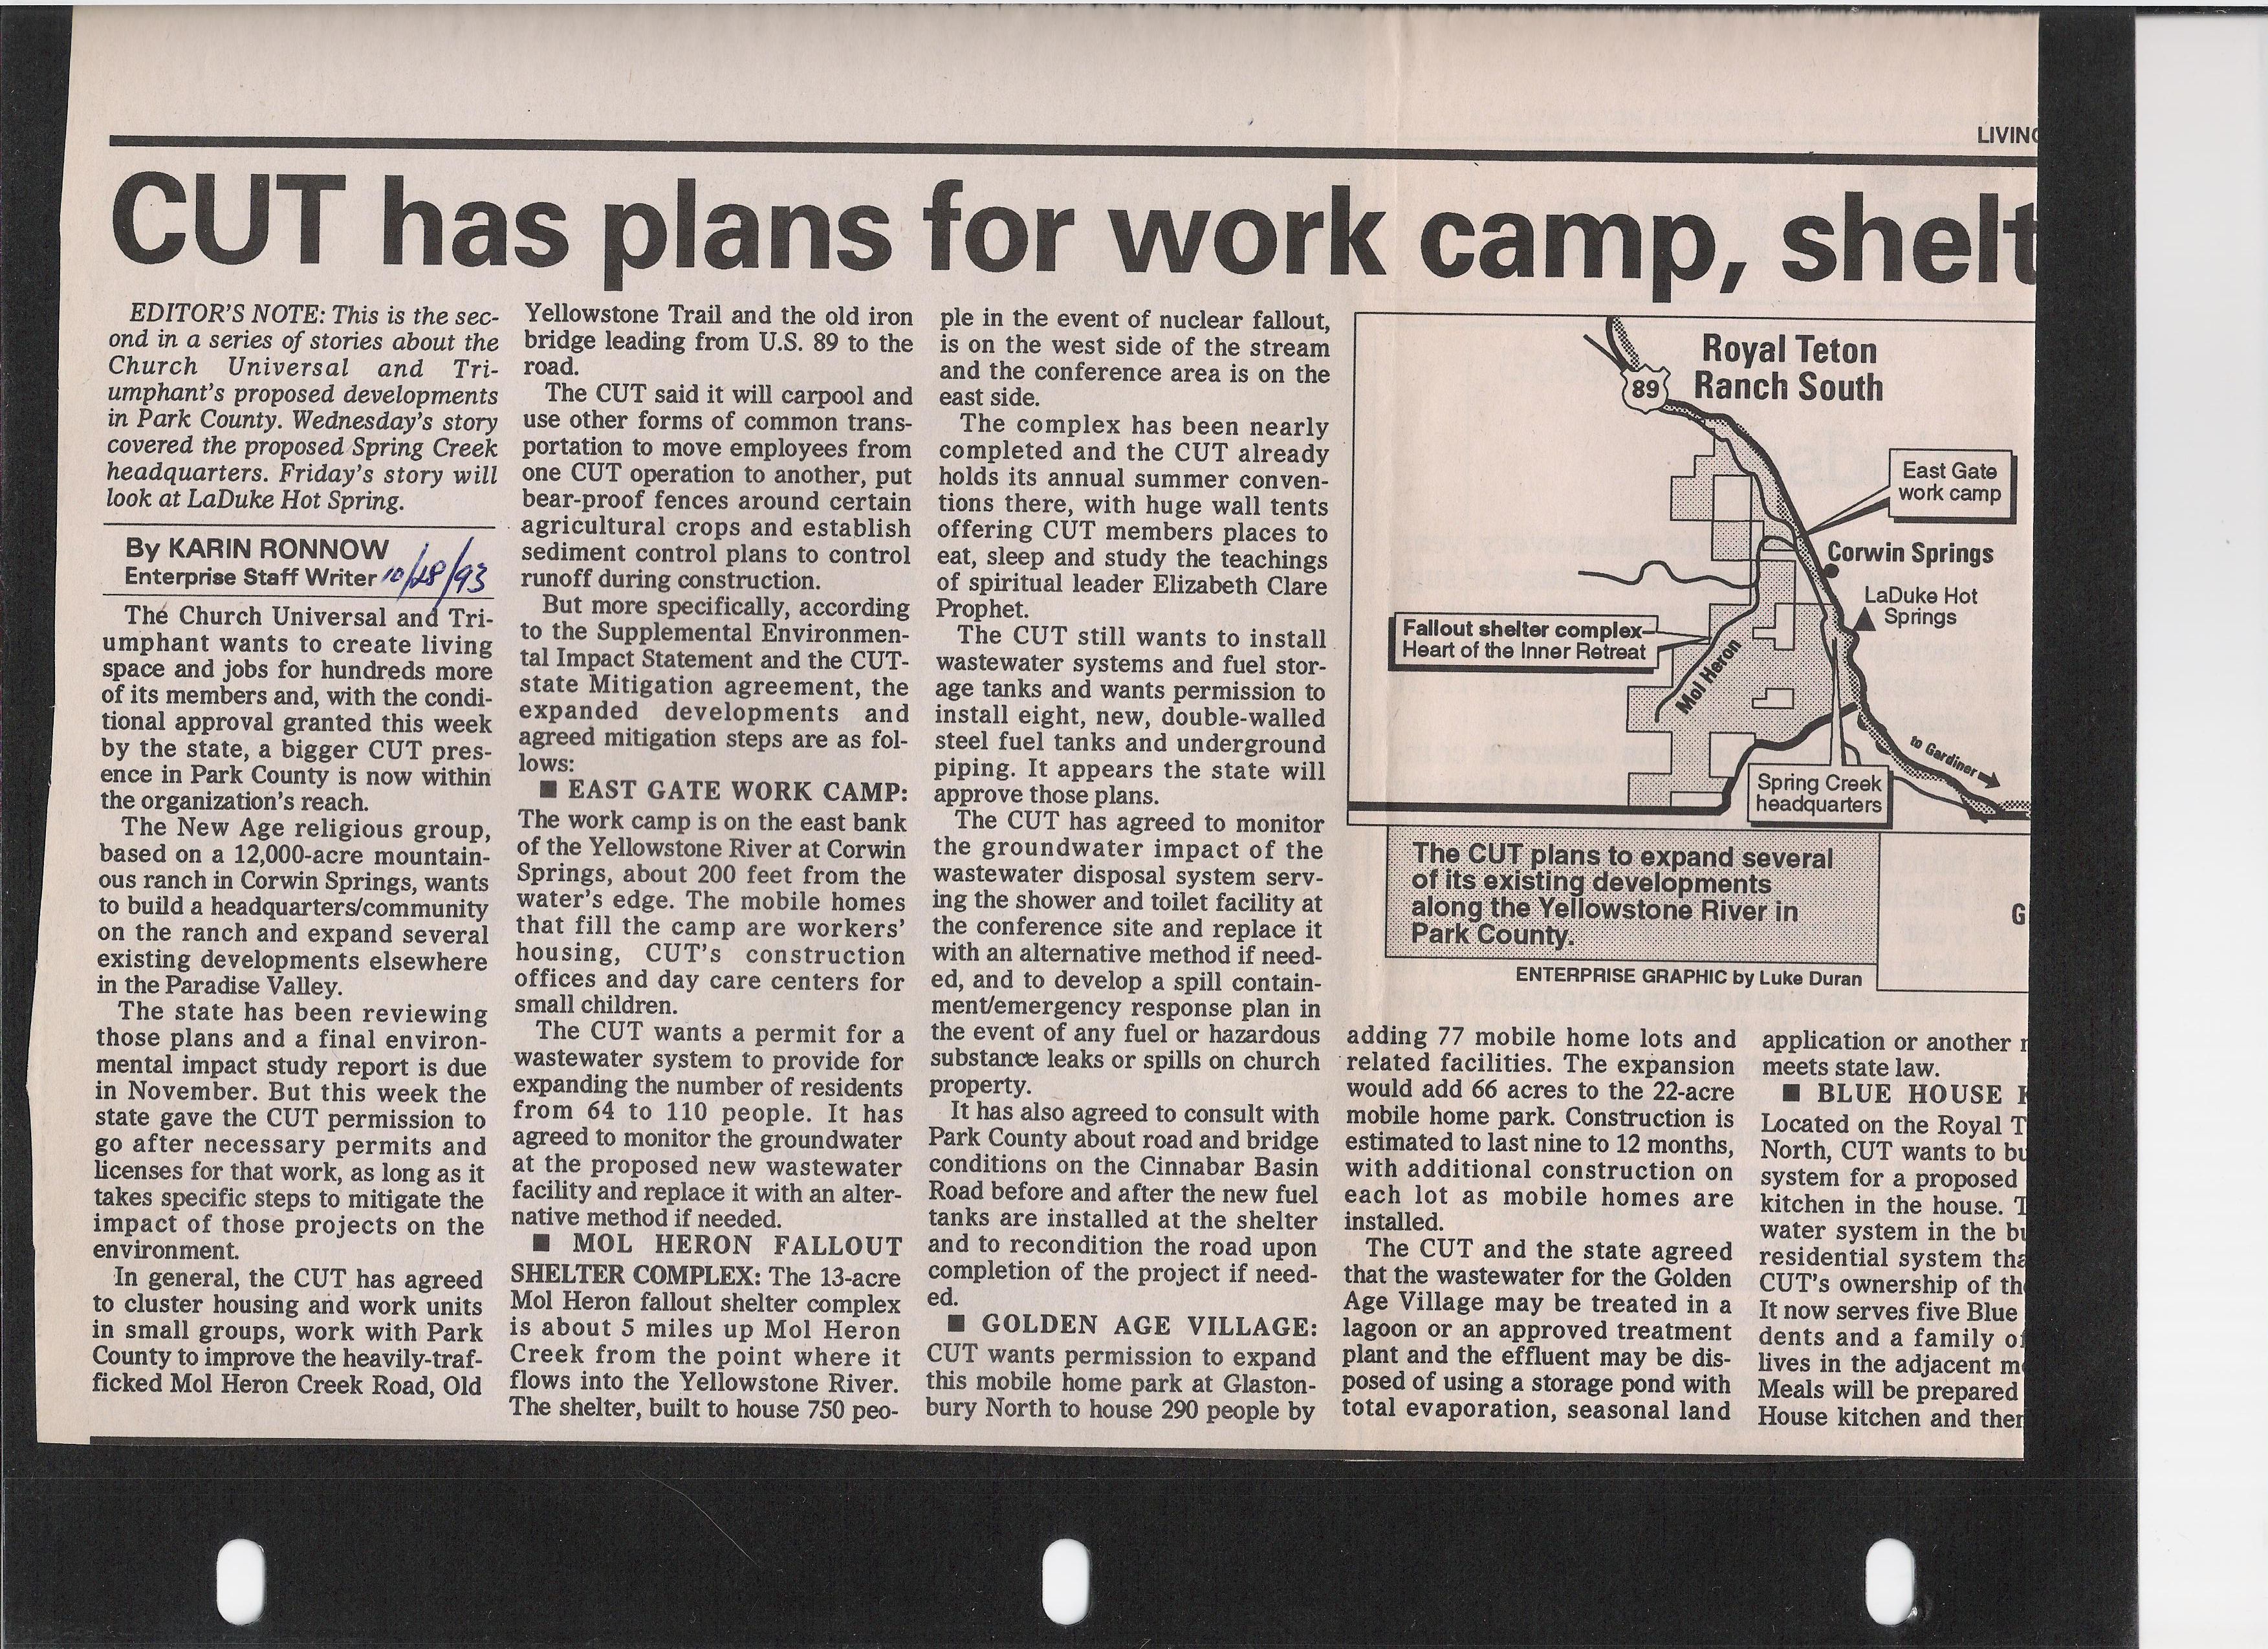 LIVING
CUT has plans for work camp, shelt
EDITOR'S NOTE: This is the sec-
ond in a series of stories about the
Church Universal and Tri-
umphant's proposed developments
in Park County. Wednesday's story
covered the proposed Spring Creek
headquarters. Friday's story will
look at LaDuke Hot Spring.
By KARIN RONNOW
Enterprise Staff Writer 10/28/93
The Church Universal and Tri-
umphant wants to create living
space and jobs for hundreds more
of its members and, with the condi-
tional approval granted this week
by the state, a bigger CUT pres-
ence in Park County is now within
the organization's reach.
The New Age religious group,
based on a 12,000-acre mountain-
ous ranch in Corwin Springs, wants
to build a headquarters/community
on the ranch and expand several
existing developments elsewhere
in the Paradise Valley.
The state has been reviewing
those plans and a final environ-
mental impact study report is due
in November. But this week the
state gave the CUT permission to
go after necessary permits and
licenses for that work, as long as it
takes specific steps to mitigate the
impact of those projects on the
environment.
In general, the CUT has agreed
to cluster housing and work units
in small groups, work with Park
County to improve the heavily-traf-
ficked Mol Heron Creek Road, Old
Yellowstone Trail and the old iron
bridge leading from U.S. 89 to the
road.
The CUT said it will carpool and
use other forms of common trans-
portation to move employees from
one CUT operation to another, put
bear-proof fences around certain
agricultural crops and establish
sediment control plans to control
runoff during construction.
But more specifically, according
to the Supplemental Environmen-
tal Impact Statement and the CUT-
state Mitigation agreement, the
expanded developments and
agreed mitigation steps are as fol-
lows:
■ EAST GATE WORK CAMP:
The work camp is on the east bank
of the Yellowstone River at Corwin
Springs, about 200 feet from the
water's edge. The mobile homes
that fill the camp are workers'
housing, CUT's construction
offices and day care centers for
small children.
The CUT wants a permit for a
wastewater system to provide for
expanding the number of residents
from 64 to 110 people. It has
agreed to monitor the groundwater
at the proposed new wastewater
facility and replace it with an alter-
native method if needed.
■ MOL HERON FALLOUT
SHELTER COMPLEX: The 13-acre
Mol Heron fallout shelter complex
is about 5 miles up Mol Heron
Creek from the point where it
flows into the Yellowstone River.
The shelter, built to house 750 peo-
ple in the event of nuclear fallout,
is on the west side of the stream
and the conference area is on the
east side.
The complex has been nearly
completed and the CUT already
holds its annual summer conven-
tions there, with huge wall tents
offering CUT members places to
eat, sleep and study the teachings
of spiritual leader Elizabeth Clare
Prophet.
The CUT still wants to install
wastewater systems and fuel stor-
age tanks and wants permission to
install eight, new, double-walled
steel fuel tanks and underground
piping. It appears the state will
approve those plans.
The CUT has agreed to monitor
the groundwater impact of the
wastewater disposal system serv-
ing the shower and toilet facility at
the conference site and replace it
with an alternative method if need-
ed, and to develop a spill contain-
ment/emergency response plan in
the event of any fuel or hazardous
substance leaks or spills on church
property.
It has also agreed to consult with
Park County about road and bridge
conditions on the Cinnabar Basin
Road before and after the new fuel
tanks are installed at the shelter
and to recondition the road upon
completion of the project if need-
ed.
■ GOLDEN AGE VILLAGE:
CUT wants permission to expand
this mobile home park at Glaston-
bury North to house 290 people by
Royal Teton
Ranch South
89
East Gate
work camp
Corwin Springs
LaDuke Hot
Springs
Fallout shelter complex-
Heart of the Inner Retreat
Mol Heron
to Gardiner
Spring Creek
headquarters
The CUT plans to expand several
of its existing developments
along the Yellowstone River in
Park County.
G
ENTERPRISE GRAPHIC by Luke Duran
adding 77 mobile home lots and
related facilities. The expansion
would add 66 acres to the 22-acre
mobile home park. Construction is
estimated to last nine to 12 months,
with additional construction on
each lot as mobile homes are
installed.
The CUT and the state agreed
that the wastewater for the Golden
Age Village may be treated in a
lagoon or an approved treatment
plant and the effluent may be dis-
posed of using a storage pond with
total evaporation, seasonal land
application or another
meets state law.
■ BLUE HOUSE
Located on the Royal T
North, CUT wants to bu
system for a proposed
kitchen in the house. T
water system in the bu
residential system tha
CUT's ownership of th
It now serves five Blue
dents and a family of
lives in the adjacent m
Meals will be prepared
House kitchen and then